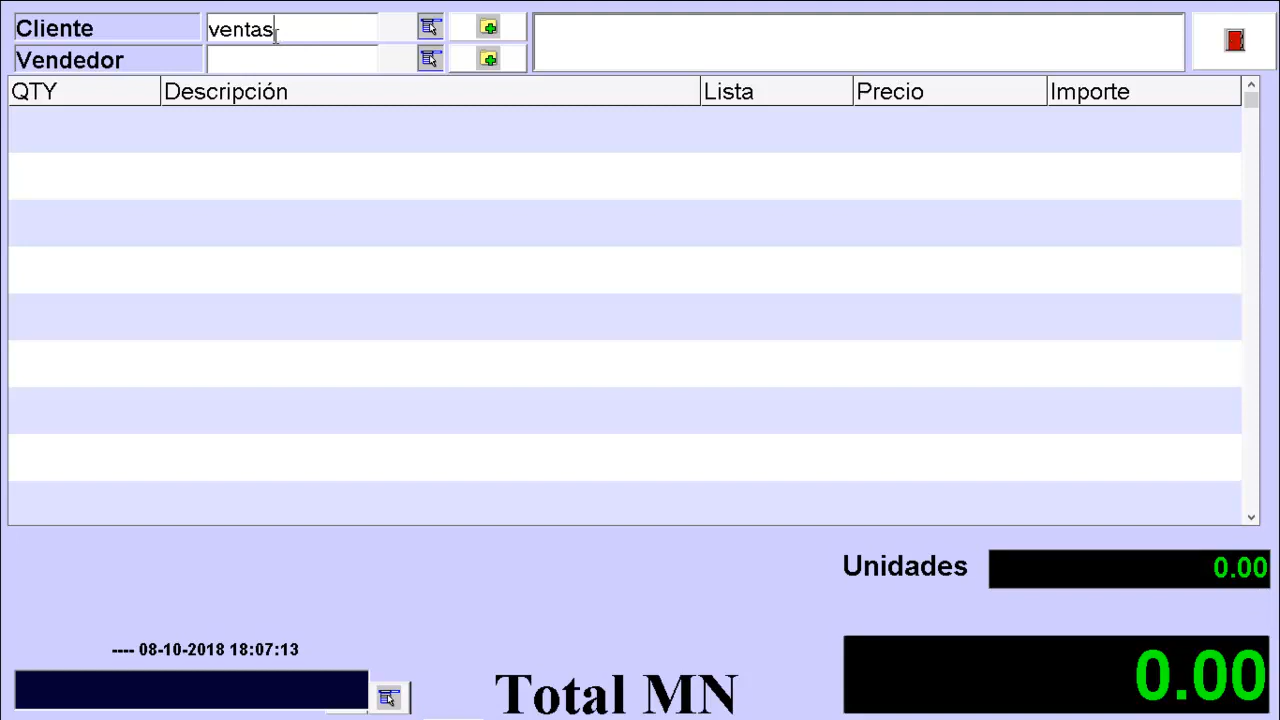 Cliente ventas
Vendedor
QTY Descripción Lista Precio Importe
Unidades 0.00
---- 08-10-2018 18:07:13
Total MN 0.00